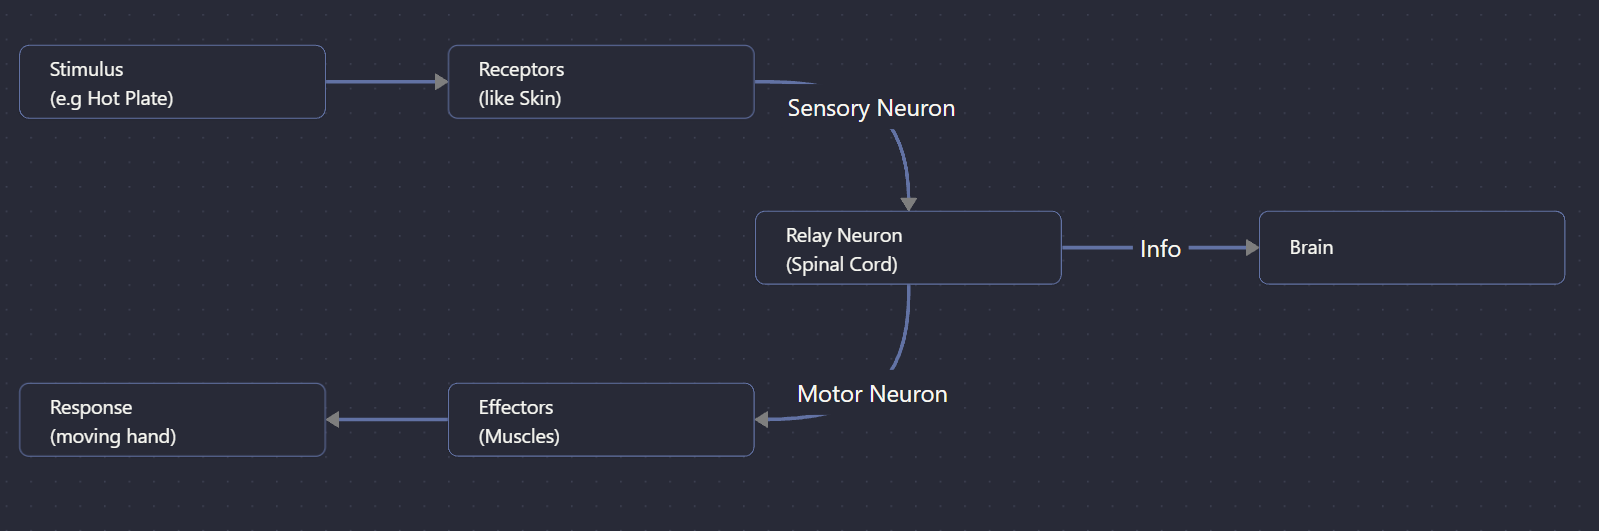 Stimulus
(e.g Hot Plate)
Receptors
(like Skin)
Sensory Neuron
Relay Neuron
(Spinal Cord)
Info
Brain
Motor Neuron
Effectors
(Muscles)
Response
(moving hand)